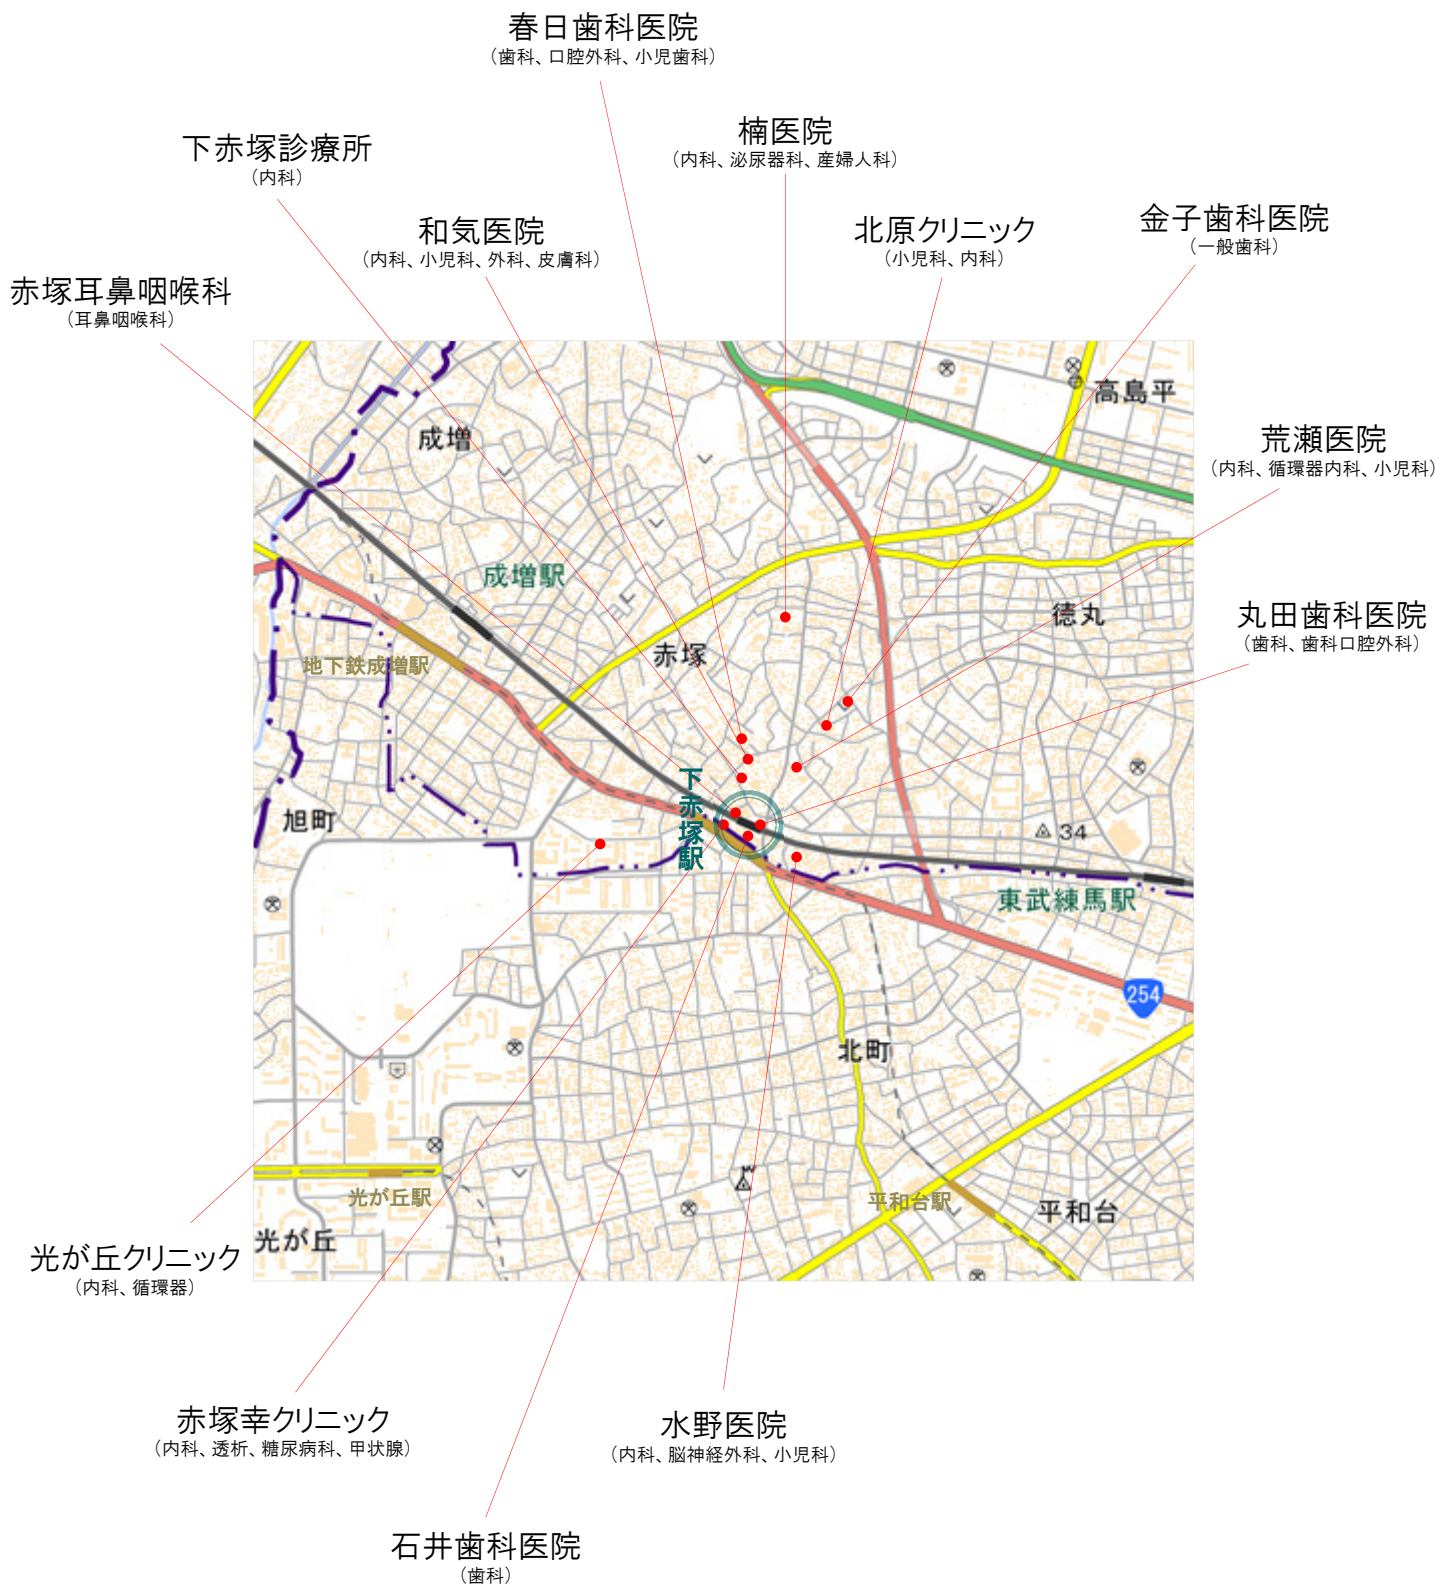 春日歯科医院
（歯科、口腔外科、小児歯科）
楠医院
（内科、泌尿器科、産婦人科）
下赤塚診療所
（内科）
和気医院
（内科、小児科、外科、皮膚科）
北原クリニック
（小児科、内科）
金子歯科医院
（一般歯科）
赤塚耳鼻咽喉科
（耳鼻咽喉科）
高島平
成増
荒瀬医院
（内科、循環器内科、小児科）
成増駅
徳丸
丸田歯科医院
（歯科、歯科口腔外科）
赤塚
地下鉄成増駅
下赤塚駅
旭町
34
東武練馬駅
254
北町
光が丘駅
平和台駅
平和台
光が丘
光が丘クリニック
（内科、循環器）
赤塚幸クリニック
（内科、透析、糖尿病科、甲状腺）
水野医院
（内科、脳神経外科、小児科）
石井歯科医院
（歯科）